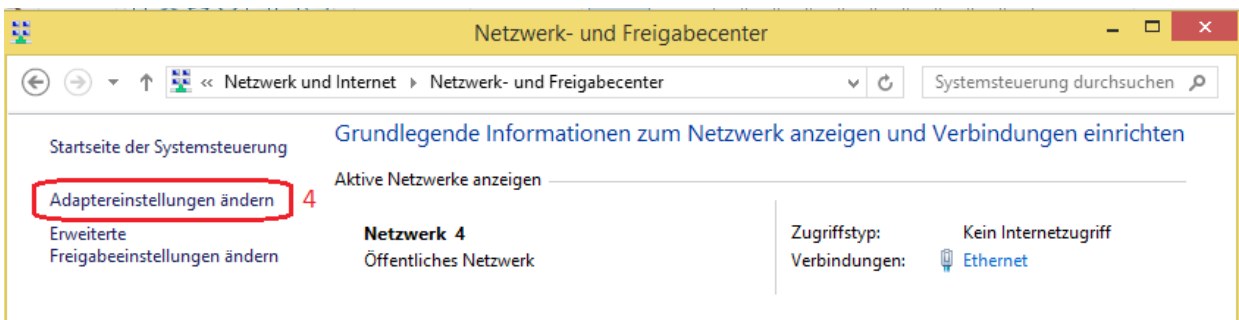 Netzwerk- und Freigabecenter
« Netzwerk und Internet Netzwerk- und Freigabecenter
Systemsteuerung durchsuchen
Startseite der Systemsteuerung
Adaptereinstellungen ändern 4
Erweiterte
Freigabeeinstellungen ändern
Grundlegende Informationen zum Netzwerk anzeigen und Verbindungen einrichten
Aktive Netzwerke anzeigen
Netzwerk 4
Öffentliches Netzwerk
Zugriffstyp: Kein Internetzugriff
Verbindungen: Ethernet